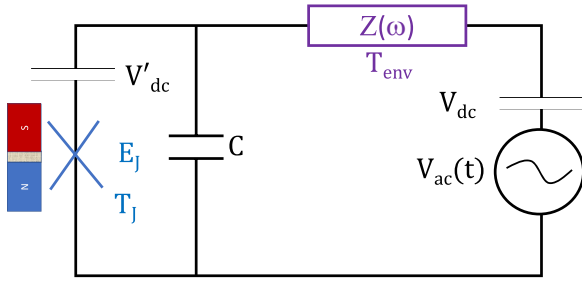 Z(ω)
T_env
V'_dc
V_dc
S
C
E_J
V_ac(t)
N
T_J